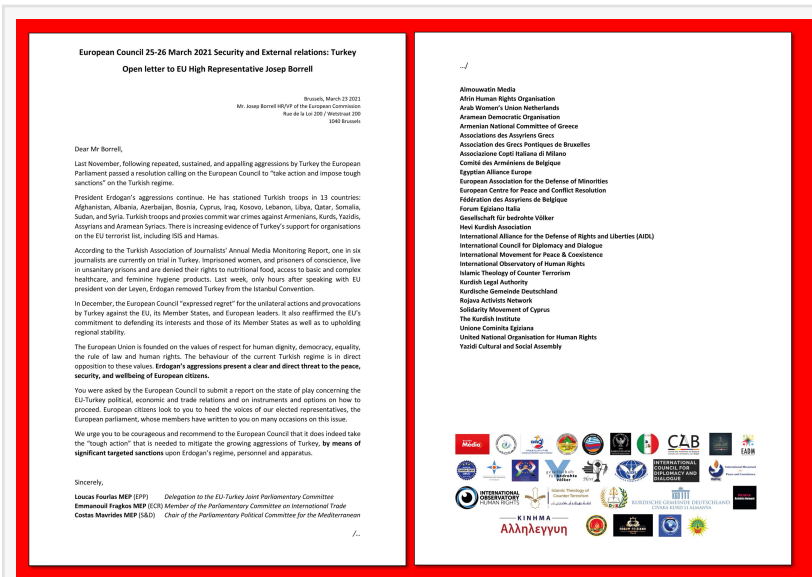 European Council 25-26 March 2021 Security and External relations: Turkey
Open letter to EU High Representative Josep Borrell
Brussels, March 23 2021
Mr. Josep Borrell HR/VP of the European Commission
Rue de la Loi 200 / Wetstraat 200
1040 Brussels
Dear Mr Borrell,
Last November, following repeated, sustained, and appalling aggressions by Turkey the European
Parliament passed a resolution calling on the European Council to “take action and impose tough
sanctions” on the Turkish regime.
President Erdogan's aggressions continue. He has stationed Turkish troops in 13 countries:
Afghanistan, Albania, Azerbaijan, Bosnia, Cyprus, Iraq, Kosovo, Lebanon, Libya, Qatar, Somalia,
Sudan, and Syria. Turkish troops and proxies commit war crimes against Armenians, Kurds, Yazidis,
Assyrians and Aramean Syriacs. There is increasing evidence of Turkey's support for organisations
on the EU terrorist list, including ISIS and Hamas.
According to the Turkish Association of Journalists' Annual Media Monitoring Report, one in six
journalists are currently on trial in Turkey. Imprisoned women, and prisoners of conscience, live
in unsanitary prisons and are denied their rights to nutritional food, access to basic and complex
healthcare, and feminine hygiene products. Last week, only hours after speaking with EU
president von der Leyen, Erdogan removed Turkey from the Istanbul Convention.
In December, the European Council “expressed regret” for the unilateral actions and provocations
by Turkey against the EU, its Member States, and European leaders. It also reaffirmed the EU's
commitment to defending its interests and those of its Member States as well as to upholding
regional stability.
The European Union is founded on the values of respect for human dignity, democracy, equality,
the rule of law and human rights. The behaviour of the current Turkish regime is in direct
opposition to these values. Erdogan's aggressions present a clear and direct threat to the peace,
security, and wellbeing of European citizens.
You were asked by the European Council to submit a report on the state of play concerning the
EU-Turkey political, economic and trade relations and on instruments and options on how to
proceed. European citizens look to you to heed the voices of our elected representatives, the
European parliament, whose members have written to you on many occasions on this issue.
We urge you to be courageous and recommend to the European Council that it does indeed take
the “tough action” that is needed to mitigate the growing aggressions of Turkey, by means of
significant targeted sanctions upon Erdogan's regime, personnel and apparatus.
Sincerely,
Loucas Fourlas MEP (EPP) Delegation to the EU-Turkey Joint Parliamentary Committee
Emmanouil Fragkos MEP (ECR) Member of the Parliamentary Committee on International Trade
Costas Mavrides MEP (S&D) Chair of the Parliamentary Political Committee for the Mediterranean
/..
../
Almouwatin Media
Afrin Human Rights Organisation
Arab Women's Union Netherlands
Aramean Democratic Organisation
Armenian National Committee of Greece
Associations des Assyriens Grecs
Association des Grecs Pontiques de Bruxelles
Associazione Copti Italiana di Milano
Comité des Arméniens de Belgique
Egyptian Alliance Europe
European Association for the Defense of Minorities
European Centre for Peace and Conflict Resolution
Fédération des Assyriens de Belgique
Forum Egiziano Italia
Gesellschaft für bedrohte Völker
Hevi Kurdish Association
International Alliance for the Defense of Rights and Liberties (AIDL)
International Council for Diplomacy and Dialogue
International Movement for Peace & Coexistence
International Observatory of Human Rights
Islamic Theology of Counter Terrorism
Kurdish Legal Authority
Kurdische Gemeinde Deutschland
Rojava Activists Network
Solidarity Movement of Cyprus
The Kurdish Institute
Unione Cominita Egiziana
United National Organisation for Human Rights
Yazidi Cultural and Social Assembly
Media
CAB
EADM
für bedrohte
Völker
INTERNATIONAL
COUNCIL FOR
DIPLOMACY AND
DIALOGUE
INTERNATIONAL
OBSERVATORY
HUMAN RIGHTS
Islamic Theology of
Counter Terrorism
KURDISCHE GEMEINDE DEUTSCHLAND
CIVAKA KURD LI ALMANYA
ΚΙΝΗΜΑ
Αλληλεγγυη